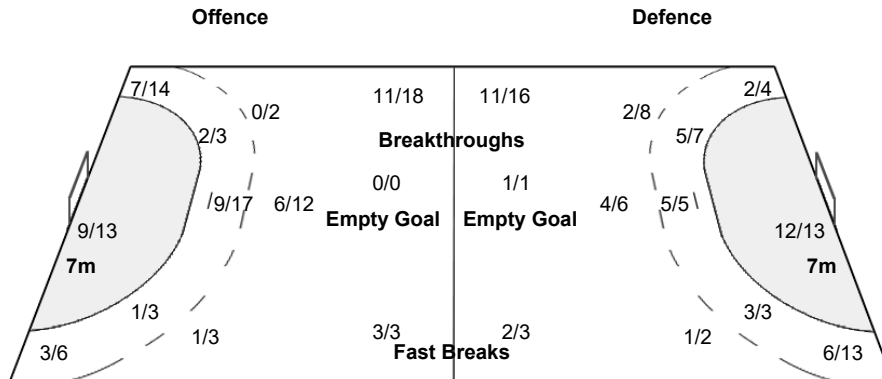 Offence Defence
7/14 0/2 11/18 11/16 2/8 2/4
2/3 Breakthroughs 5/7
0/0 1/1
9/17 6/12 4/6 5/5
Empty Goal Empty Goal
9/13 12/13
7m 7m
1/3 3/3
1/3 3/3 2/3 1/2
3/6 Fast Breaks 6/13